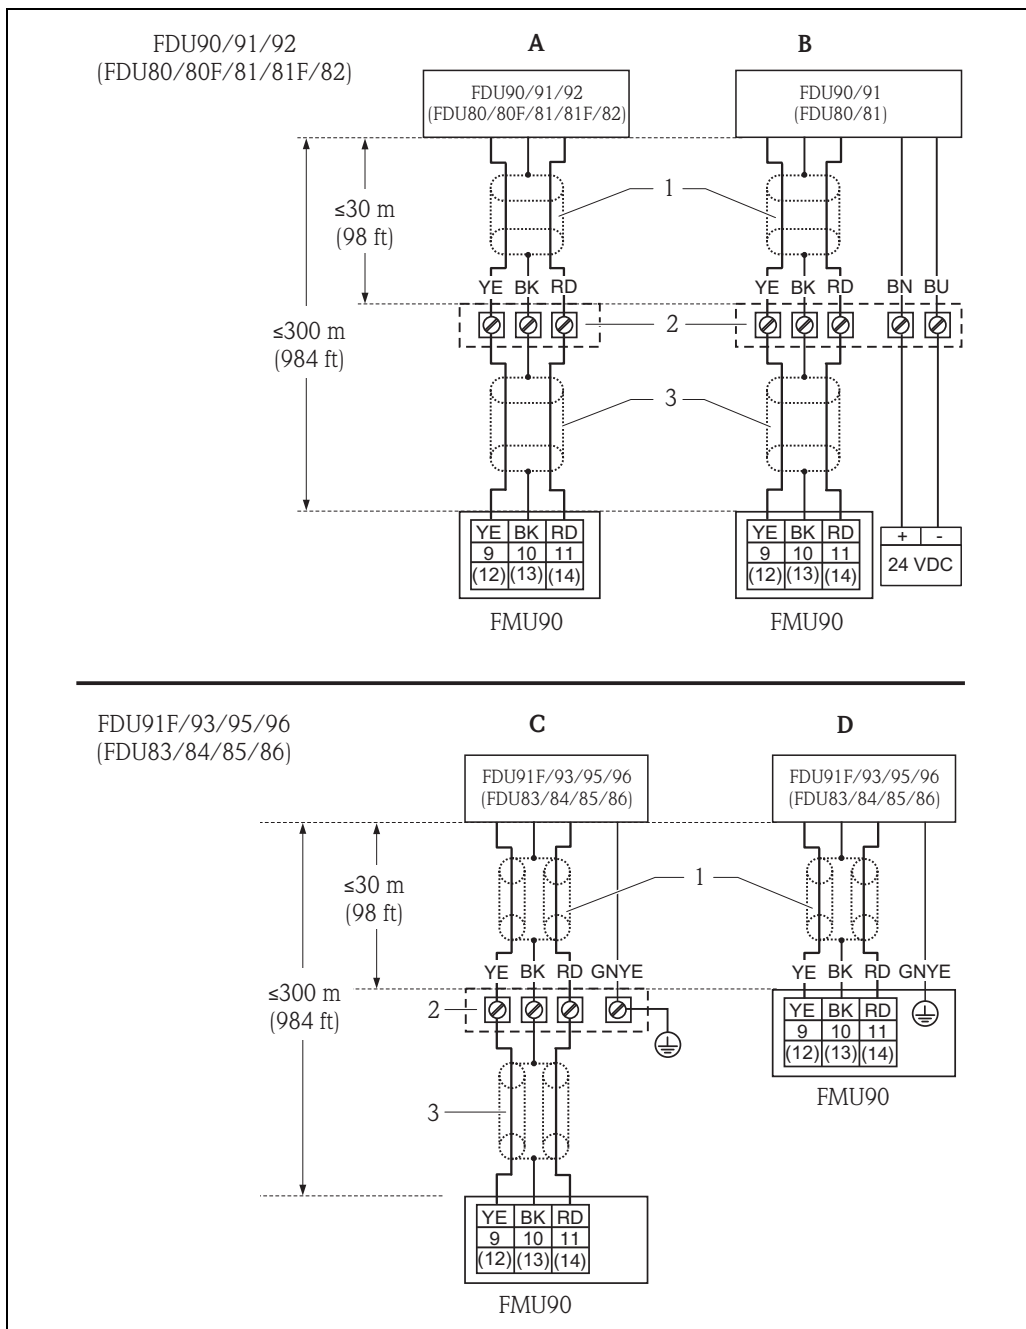 FDU90/91/92
(FDU80/80F/81/81F/82)
A
B
FDU90/91/92
(FDU80/80F/81/81F/82)
FDU90/91
(FDU80/81)
≤30 m
(98 ft)
1
YE BK RD
YE BK RD BN BU
≤300 m
(984 ft)
2
3
YE BK RD
9 10 11
(12) (13) (14)
FMU90
YE BK RD
9 10 11
(12) (13) (14)
FMU90
+ -
24 VDC
FDU91F/93/95/96
(FDU83/84/85/86)
C
D
FDU91F/93/95/96
(FDU83/84/85/86)
FDU91F/93/95/96
(FDU83/84/85/86)
≤30 m
(98 ft)
1
YE BK RD GNYE
YE BK RD GNYE
≤300 m
(984 ft)
2
YE BK RD
9 10 11
(12) (13) (14)
FMU90
3
YE BK RD
9 10 11
(12) (13) (14)
FMU90